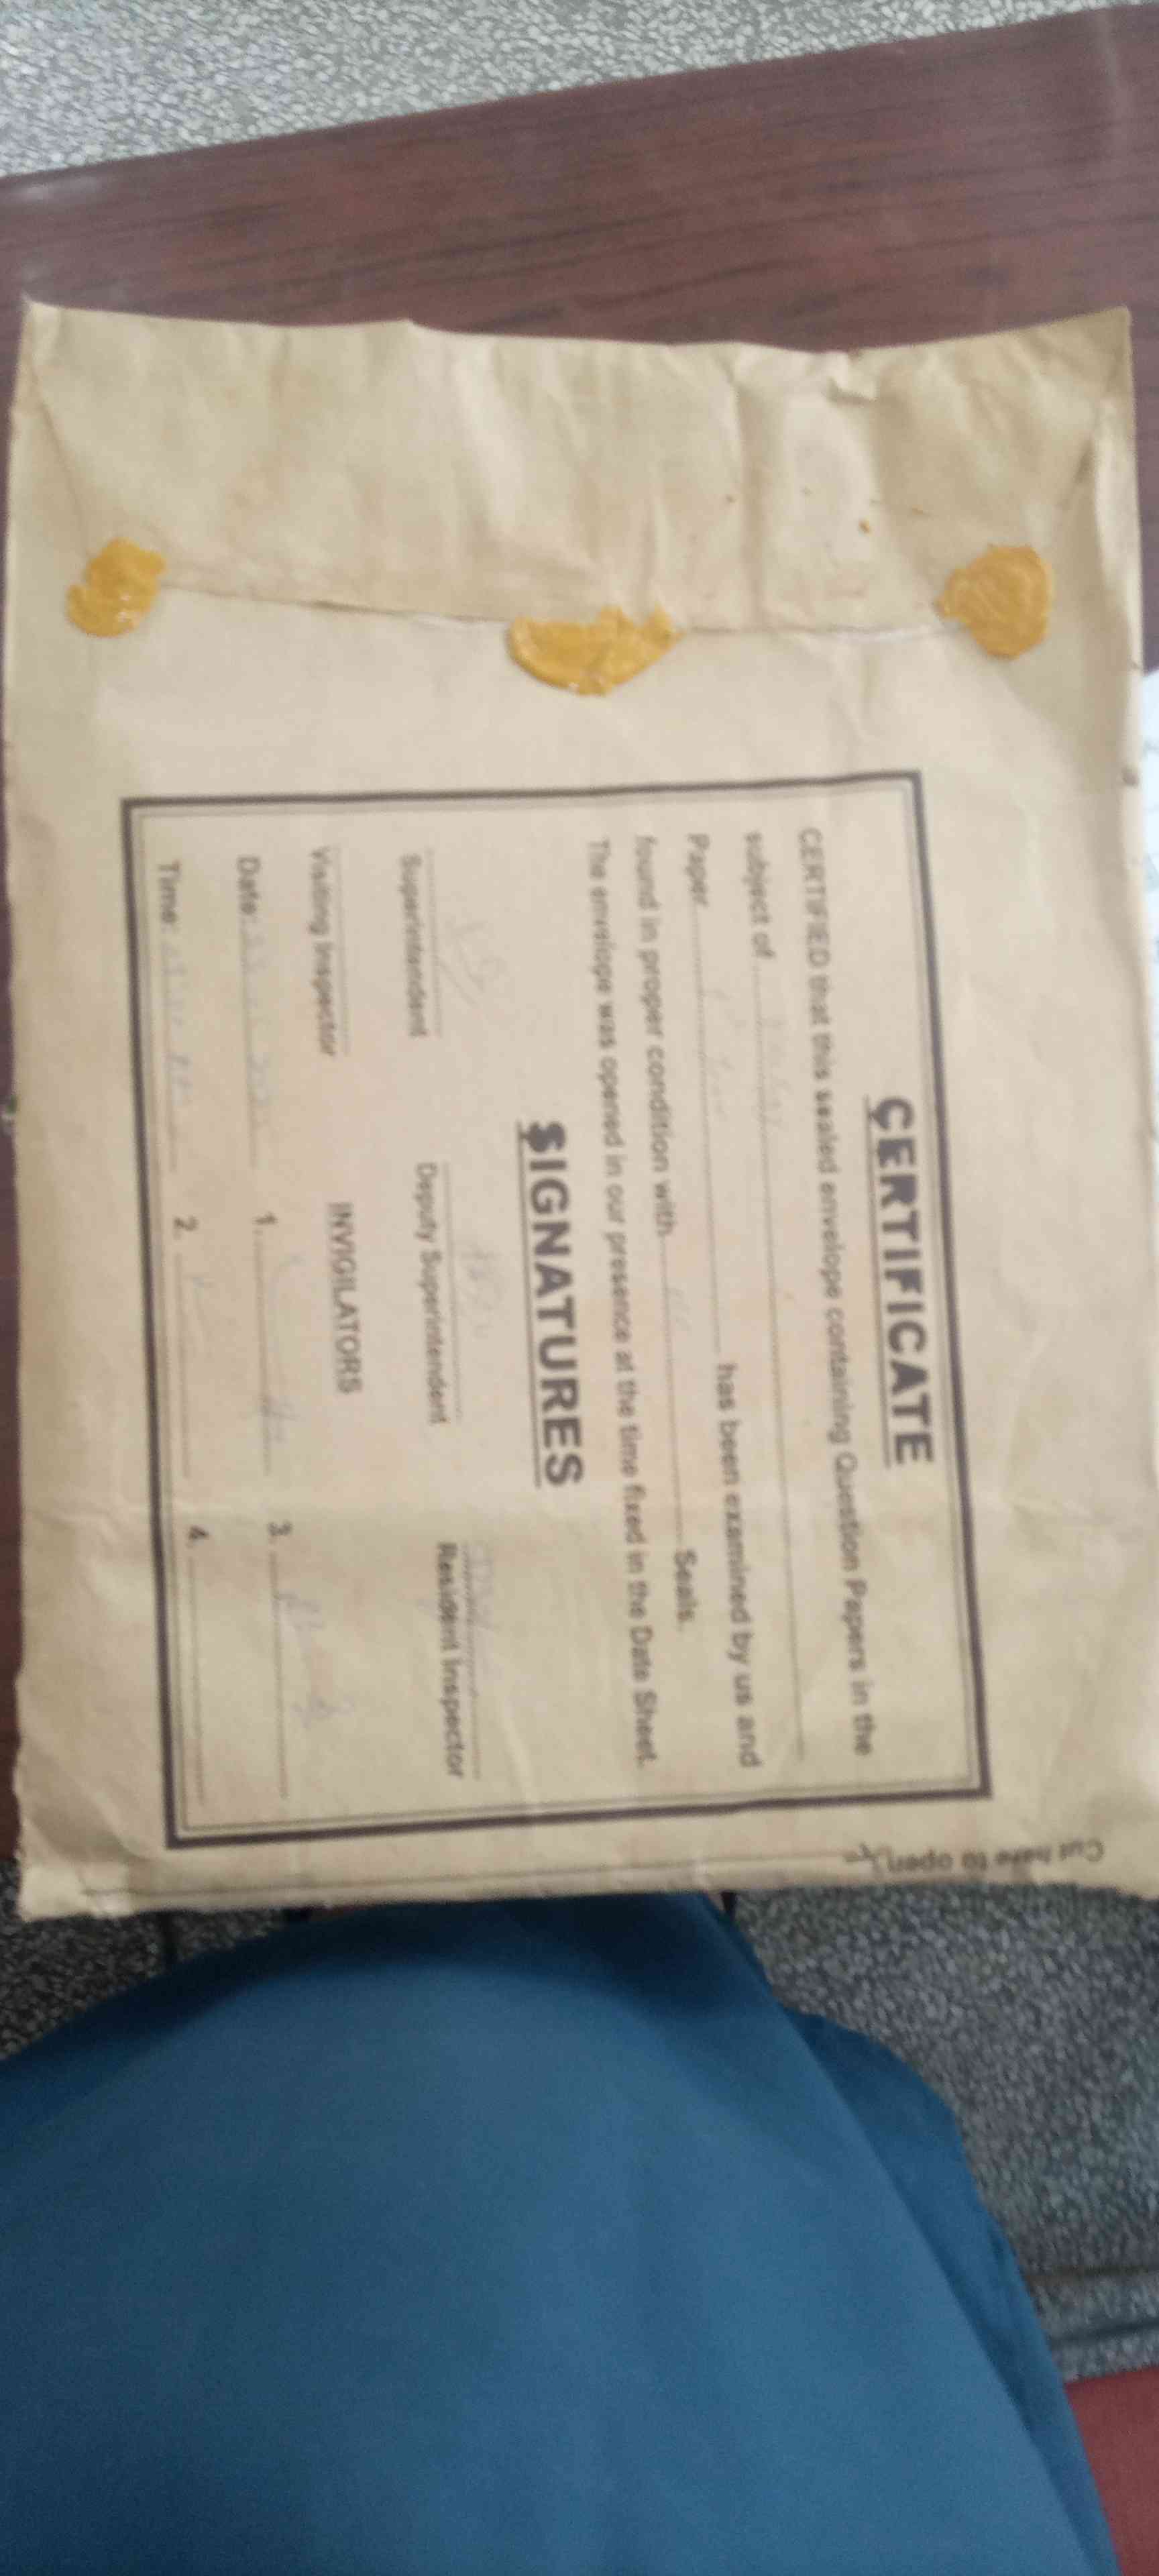 CERTIFICATE
CERTIFIED that this sealed envelope containing Question Papers in the
subject of
Paper has been examined by us and
found in proper condition with Seals.
The envelope was opened in our presence at the time fixed in the Date Sheet.
SIGNATURES
Superintendent Deputy Superintendent Resident Inspector
Visiting Inspector INVIGILATORS
Date: 1. 3.
Time: 2. 4.
Cut here to open